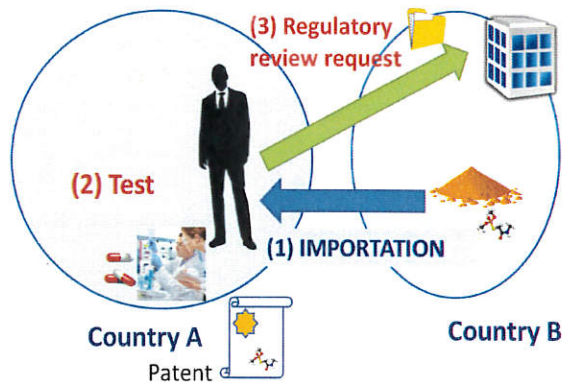 (3) Regulatory
review request
(2) Test
(1) IMPORTATION
Country A
Country B
Patent